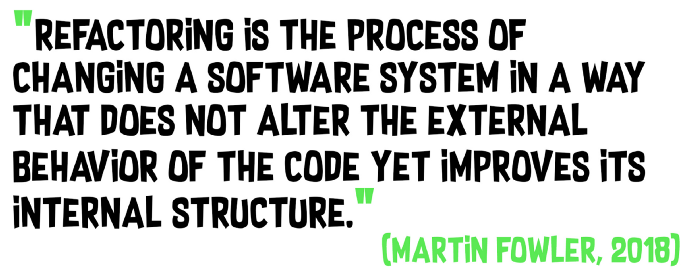 "REFACTORING IS THE PROCESS OF
CHANGING A SOFTWARE SYSTEM IN A WAY
THAT DOES NOT ALTER THE EXTERNAL
BEHAVIOR OF THE CODE YET IMPROVES ITS
INTERNAL STRUCTURE."
(MARTIN FOWLER, 2018)